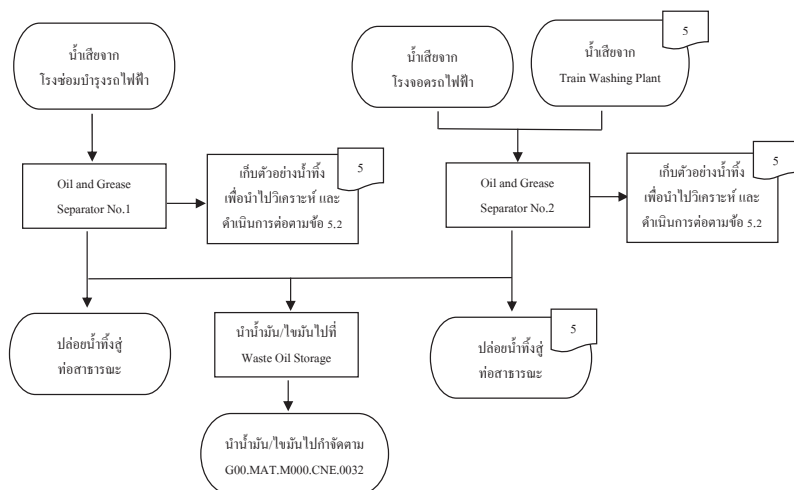 น้ำเสียจาก
โรงซ่อมบำรุงรถไฟฟ้า
น้ำเสียจาก
โรงจอดรถไฟฟ้า
5
น้ำเสียจาก
Train Washing Plant
Oil and Grease
Separator No.1
5
เก็บตัวอย่างน้ำทิ้ง
เพื่อนำไปวิเคราะห์ และ
ดำเนินการต่อตามข้อ 5.2
Oil and Grease
Separator No.2
5
เก็บตัวอย่างน้ำทิ้ง
เพื่อนำไปวิเคราะห์ และ
ดำเนินการต่อตามข้อ 5.2
ปล่อยน้ำทิ้งสู่
ท่อสาธารณะ
นำน้ำมัน/ไขมันไปที่
Waste Oil Storage
5
ปล่อยน้ำทิ้งสู่
ท่อสาธารณะ
นำน้ำมัน/ไขมันไปกำจัดตาม
G00.MAT.M000.CNE.0032